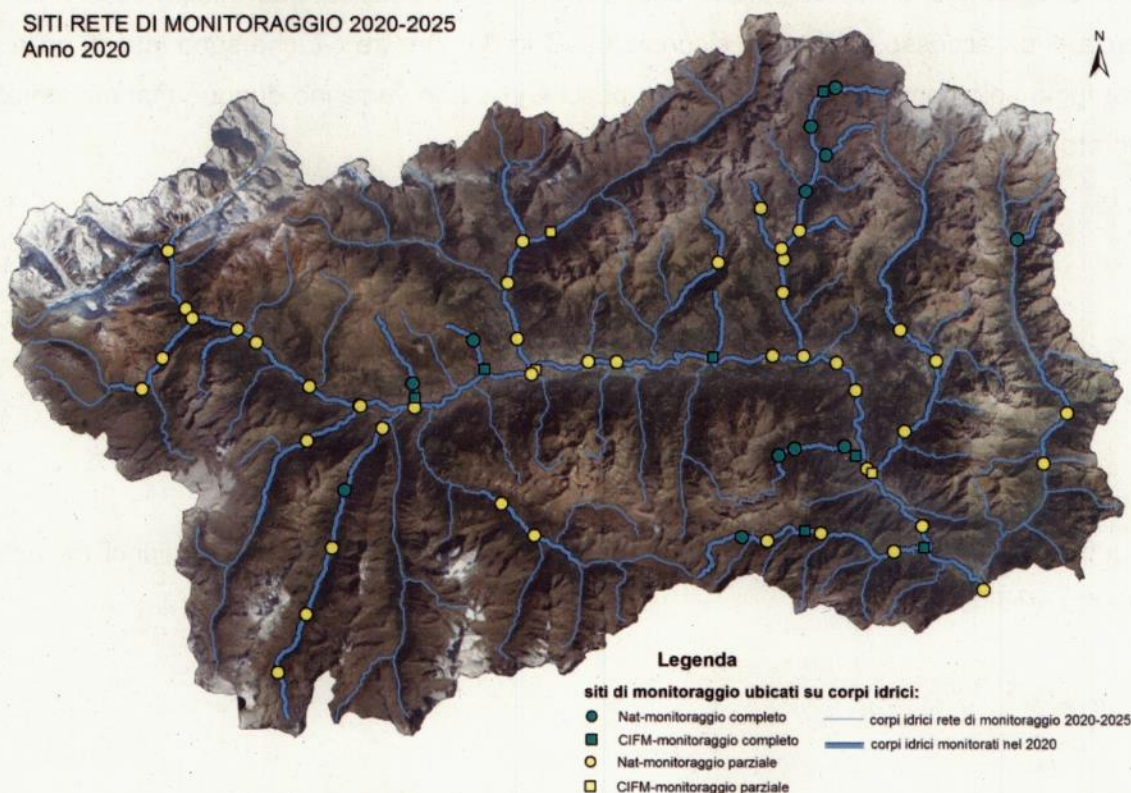 SITI RETE DI MONITORAGGIO 2020-2025
Anno 2020
N
Legenda
siti di monitoraggio ubicati su corpi idrici:
Nat-monitoraggio completo
corpi idrici rete di monitoraggio 2020-2025
CIFM-monitoraggio completo
corpi idrici monitorati nel 2020
Nat-monitoraggio parziale
CIFM-monitoraggio parziale